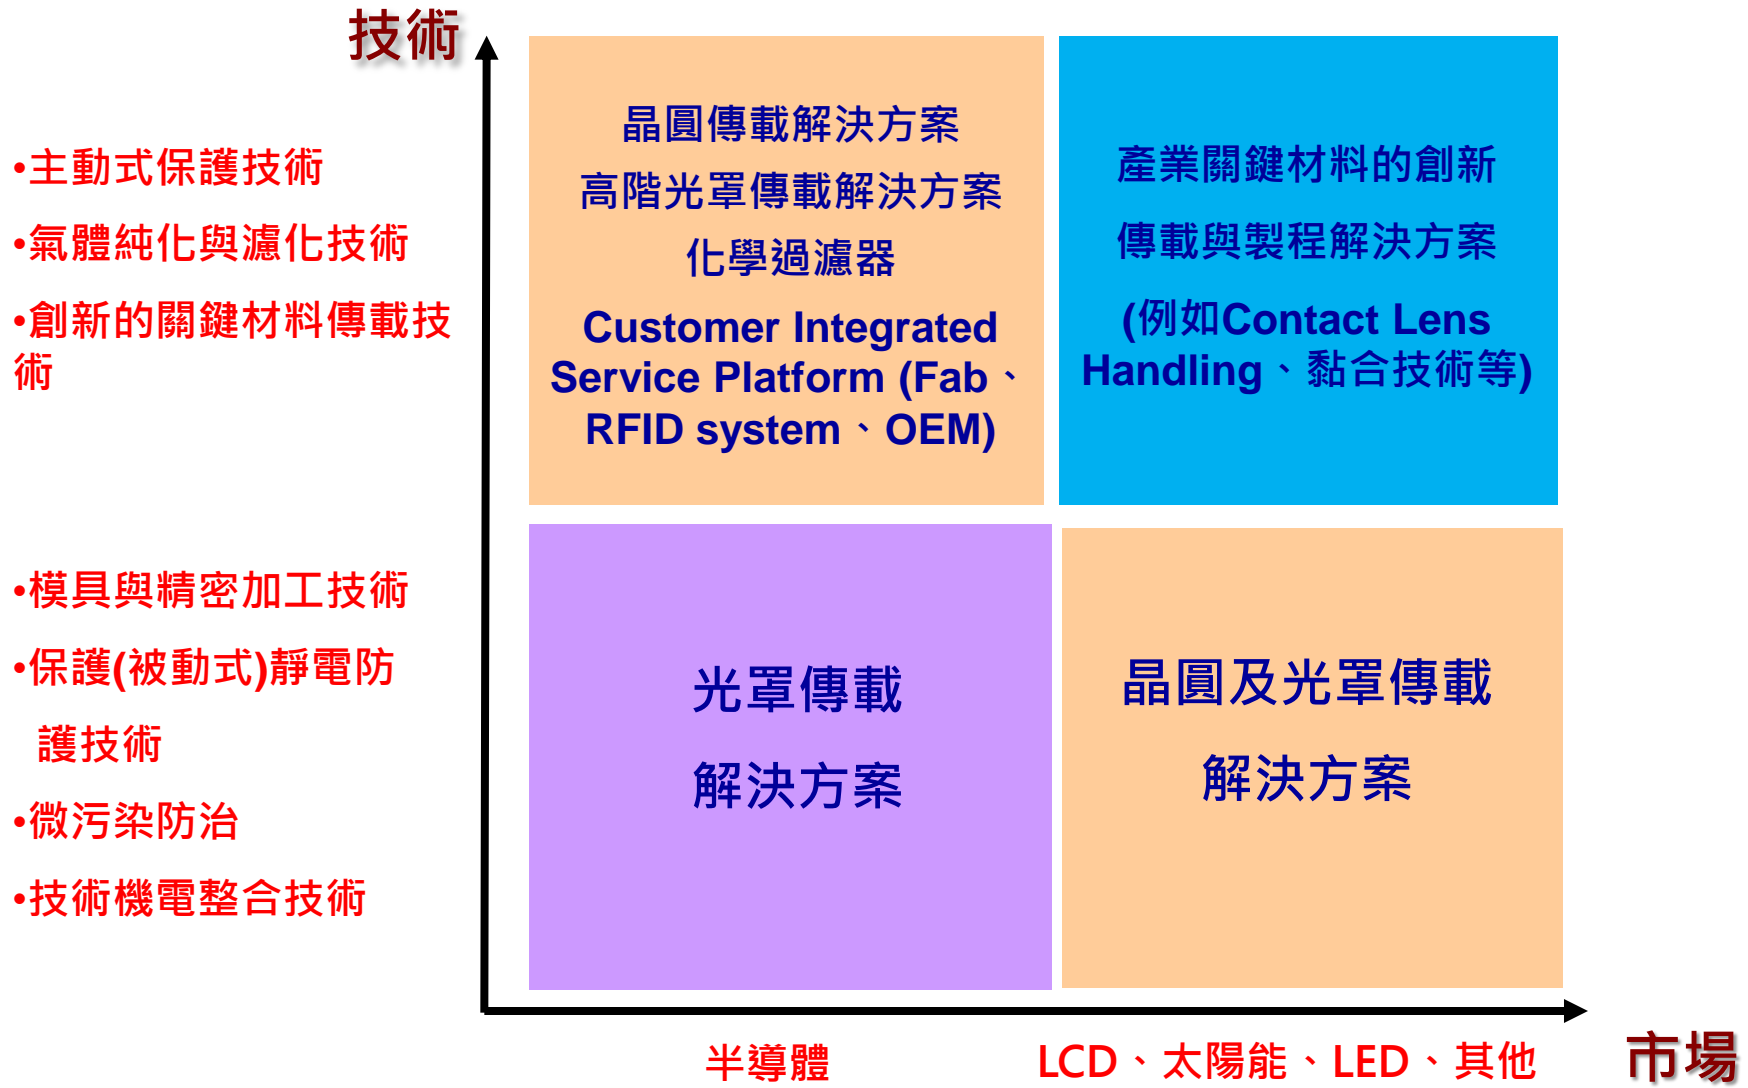 技術
•主動式保護技術
•氣體純化與濾化技術
•創新的關鍵材料傳載技
術
晶圓傳載解決方案
高階光罩傳載解決方案
化學過濾器
Customer Integrated
Service Platform (Fab、
RFID system、OEM)
產業關鍵材料的創新
傳載與製程解決方案
(例如Contact Lens
Handling、黏合技術等)
•模具與精密加工技術
•保護(被動式)靜電防
護技術
•微污染防治
•技術機電整合技術
光罩傳載
解決方案
晶圓及光罩傳載
解決方案
半導體
LCD、太陽能、LED、其他
市場